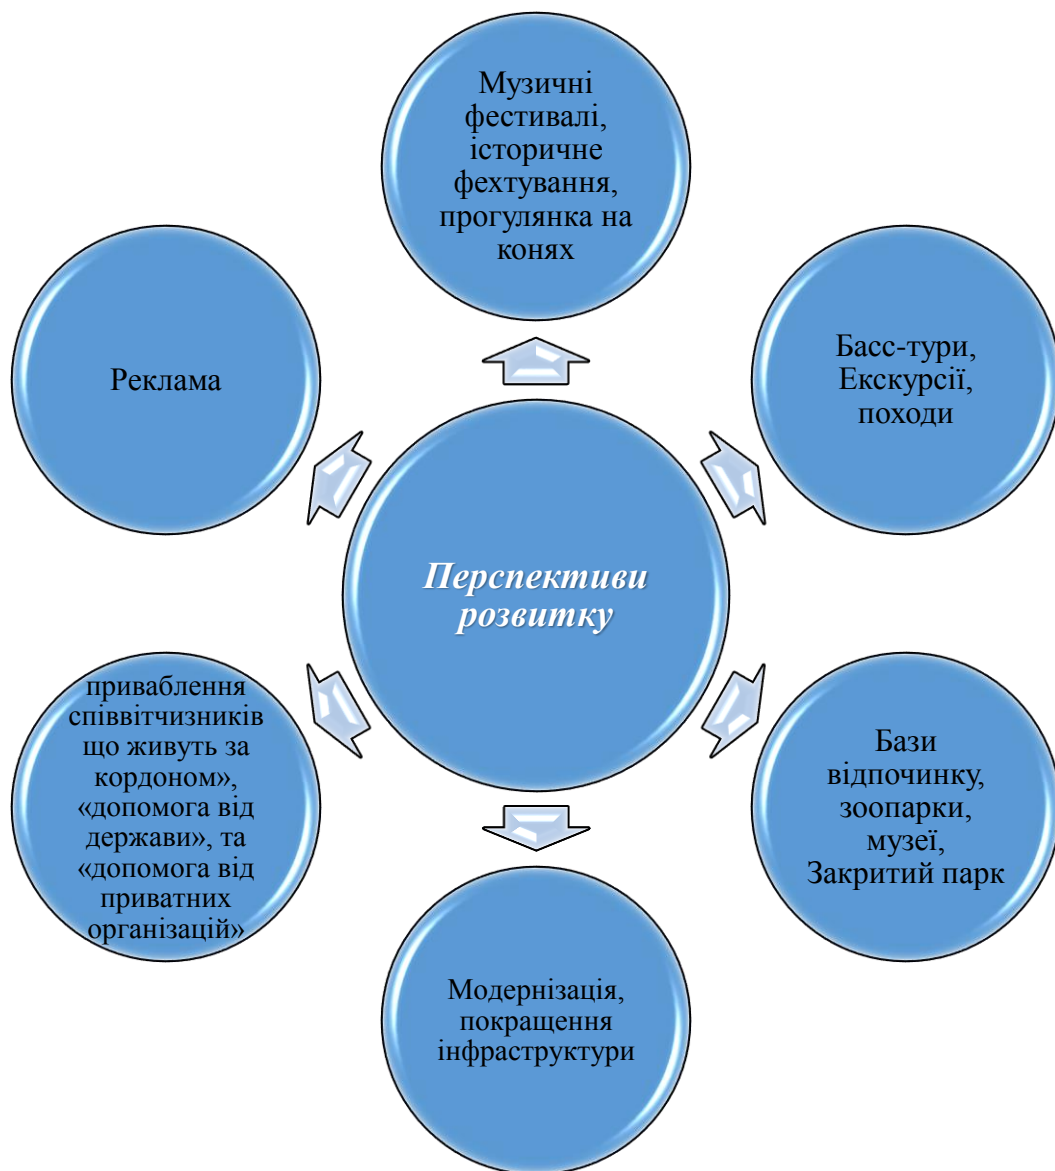 Музичні
фестивалі,
історичне
фехтування,
прогулянка на
конях
Басс-тури,
Екскурсії,
походи
Бази
відпочинку,
зоопарки,
музеї,
Закритий парк
Модернізація,
покращення
інфраструктури
приваблення
співвітчизників
що живуть за
кордоном», 
«допомога від
держави», та
«допомога від
приватних
організацій»
Реклама
Перспективи
розвитку